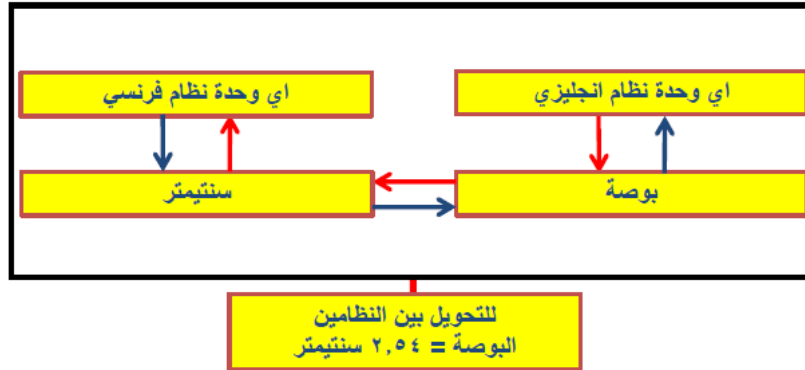 اي وحدة نظام انجليزي
اي وحدة نظام فرنسي
بوصة
سنتيمتر
للتحويل بين النظامين
البوصة = ٢,٥٤ سنتيمتر